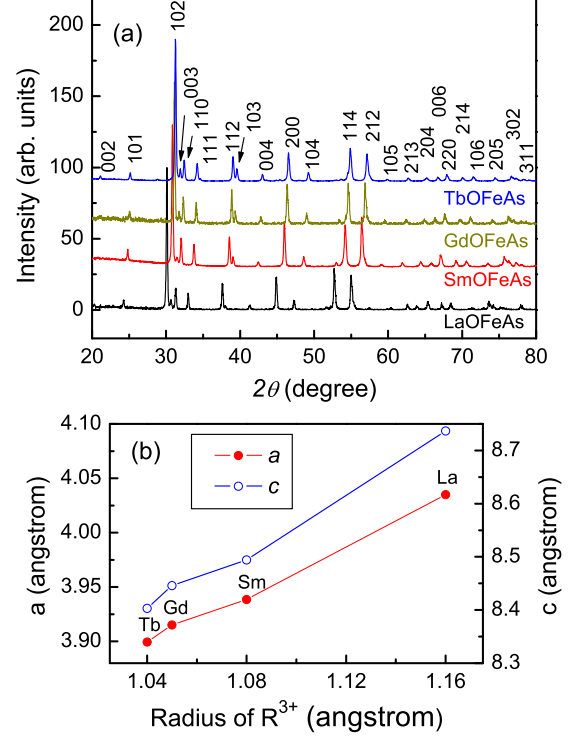 200
150
100
50
0
Intensity (arb. units)
(a)
002
101
102
003
110
111
112
103
004
200
104
114
212
105
213
204
006
220
214
106
205
302
311
TbOFeAs
GdOFeAs
SmOFeAs
LaOFeAs
20 30 40 50 60 70 80
2θ (degree)
(b)
a
c
4.10
4.05
4.00
3.95
3.90
a (angstrom)
8.7
8.6
8.5
8.4
8.3
c (angstrom)
Tb
Gd
Sm
La
1.04 1.08 1.12 1.16
Radius of R³⁺ (angstrom)